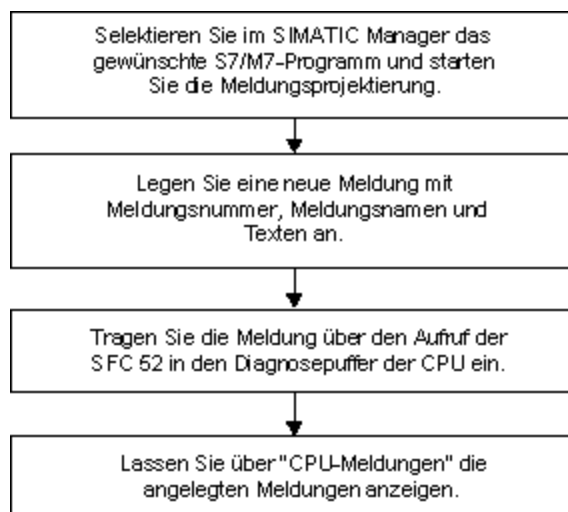 Selektieren Sie im SIMATIC Manager das
gewünschte S7/M7-Programm und starten
Sie die Meldungsprojektierung.
Legen Sie eine neue Meldung mit
Meldungsnummer, Meldungsnamen und
Texten an.
Tragen Sie die Meldung über den Aufruf der
SFC 52 in den Diagnosepuffer der CPU ein.
Lassen Sie über "CPU-Meldungen" die
angelegten Meldungen anzeigen.